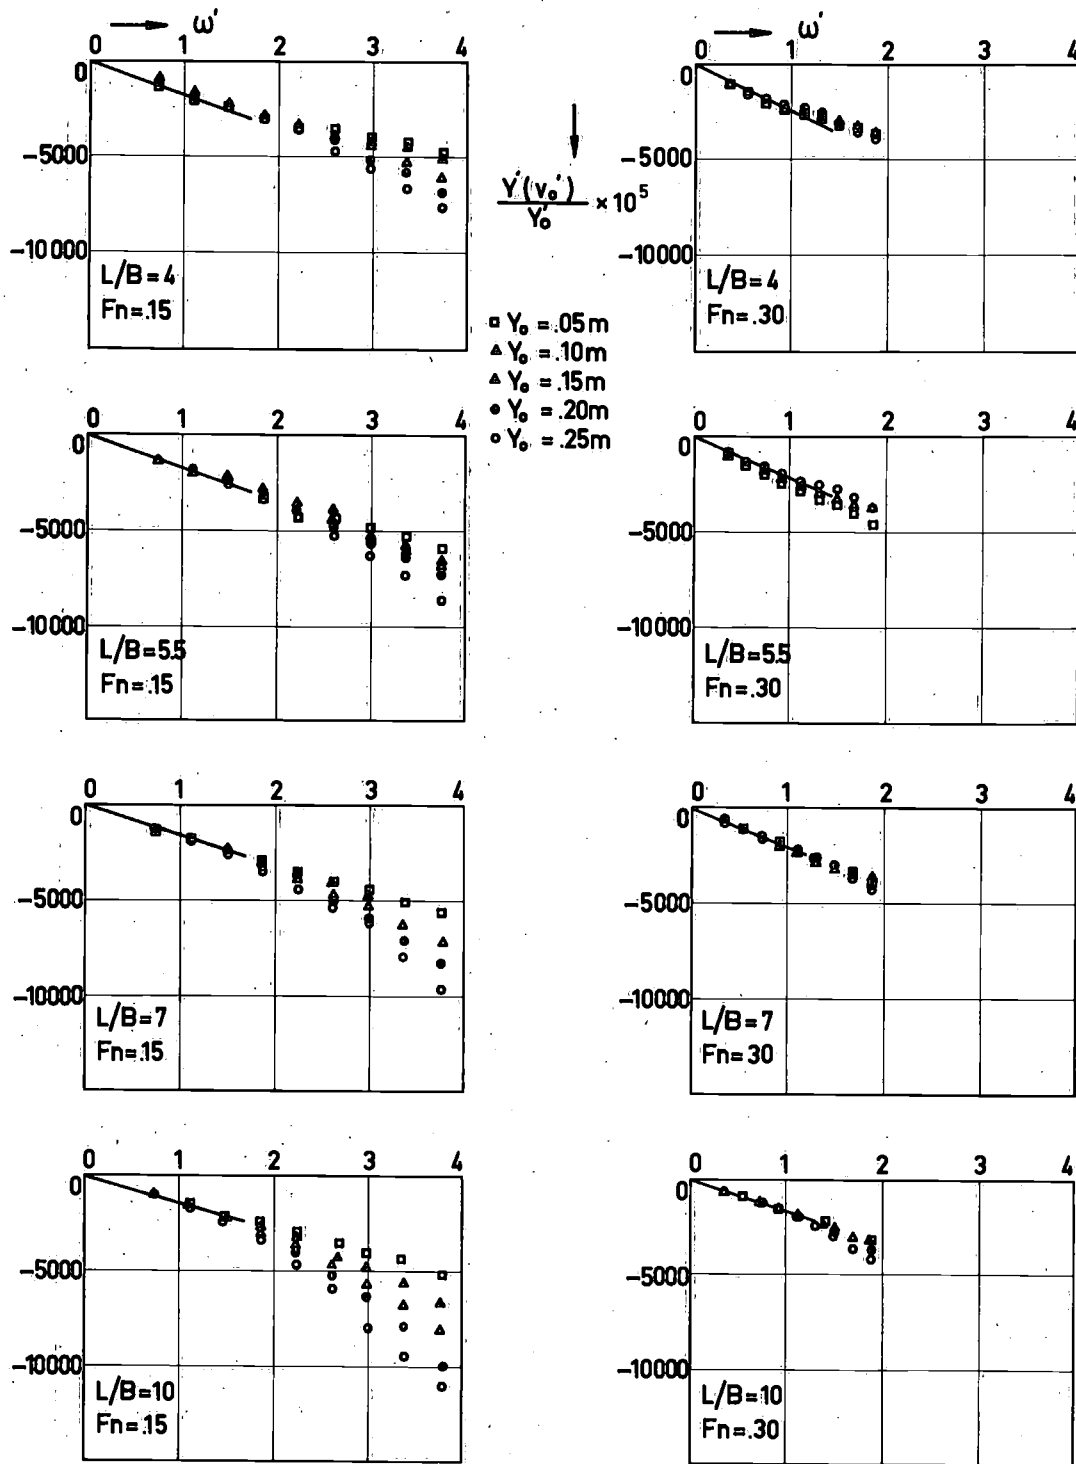 ω'
0 1 2 3 4
0
-5000
-10000
L/B=4
Fn=.15
Y'(v₀')
Y₀'
×10⁵
□ Y₀ = .05m
△ Y₀ = .10m
△ Y₀ = .15m
● Y₀ = .20m
○ Y₀ = .25m
ω'
0 1 2 3 4
0
-5000
-10000
L/B=4
Fn=.30
0 1 2 3 4
0
-5000
-10000
L/B=5.5
Fn=.15
0 1 2 3 4
0
-5000
-10000
L/B=5.5
Fn=.30
0 1 2 3 4
0
-5000
-10000
L/B=7
Fn=.15
0 1 2 3 4
0
-5000
-10000
L/B=7
Fn=30
0 1 2 3 4
0
-5000
-10000
L/B=10
Fn=.15
0 1 2 3 4
0
-5000
-10000
L/B=10
Fn=.30